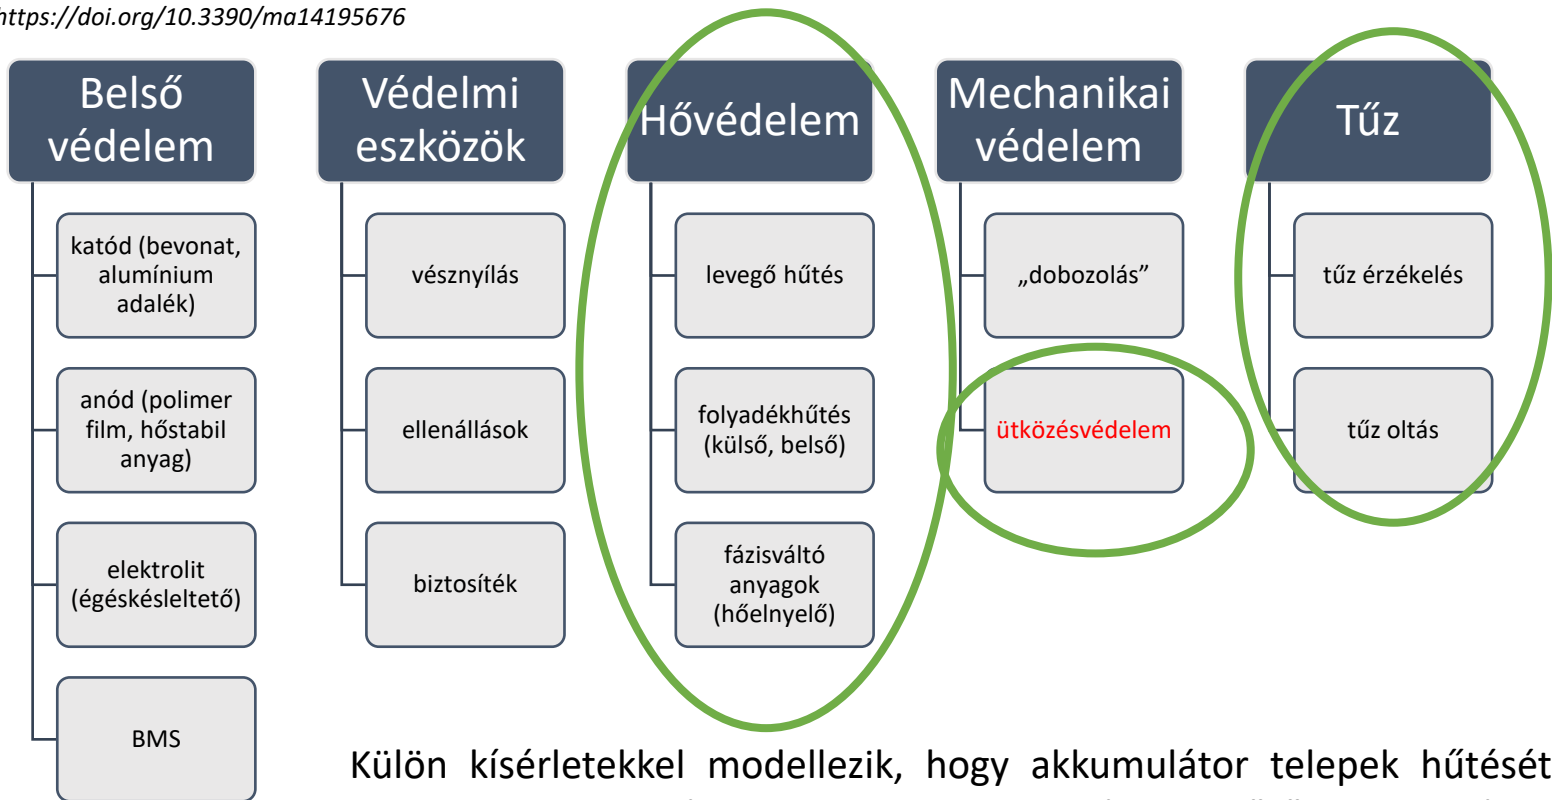 https://doi.org/10.3390/ma14195676
Belső
védelem
katód (bevonat,
alumínium
adalék)
anód (polimer
film, hőstabil
anyag)
elektrolit
(égéskésleltető)
BMS
Védelmi
eszközök
vésznyílás
ellenállások
biztosíték
Hővédelem
levegő hűtés
folyadékhűtés
(külső, belső)
fázisváltó
anyagok
(hőelnyelő)
Mechanikai
védelem
„dobozolás”
ütközésvédelem
Tűz
tűz érzékelés
tűz oltás
Külön kísérletekkel modellezik, hogy akkumulátor telepek hűtését